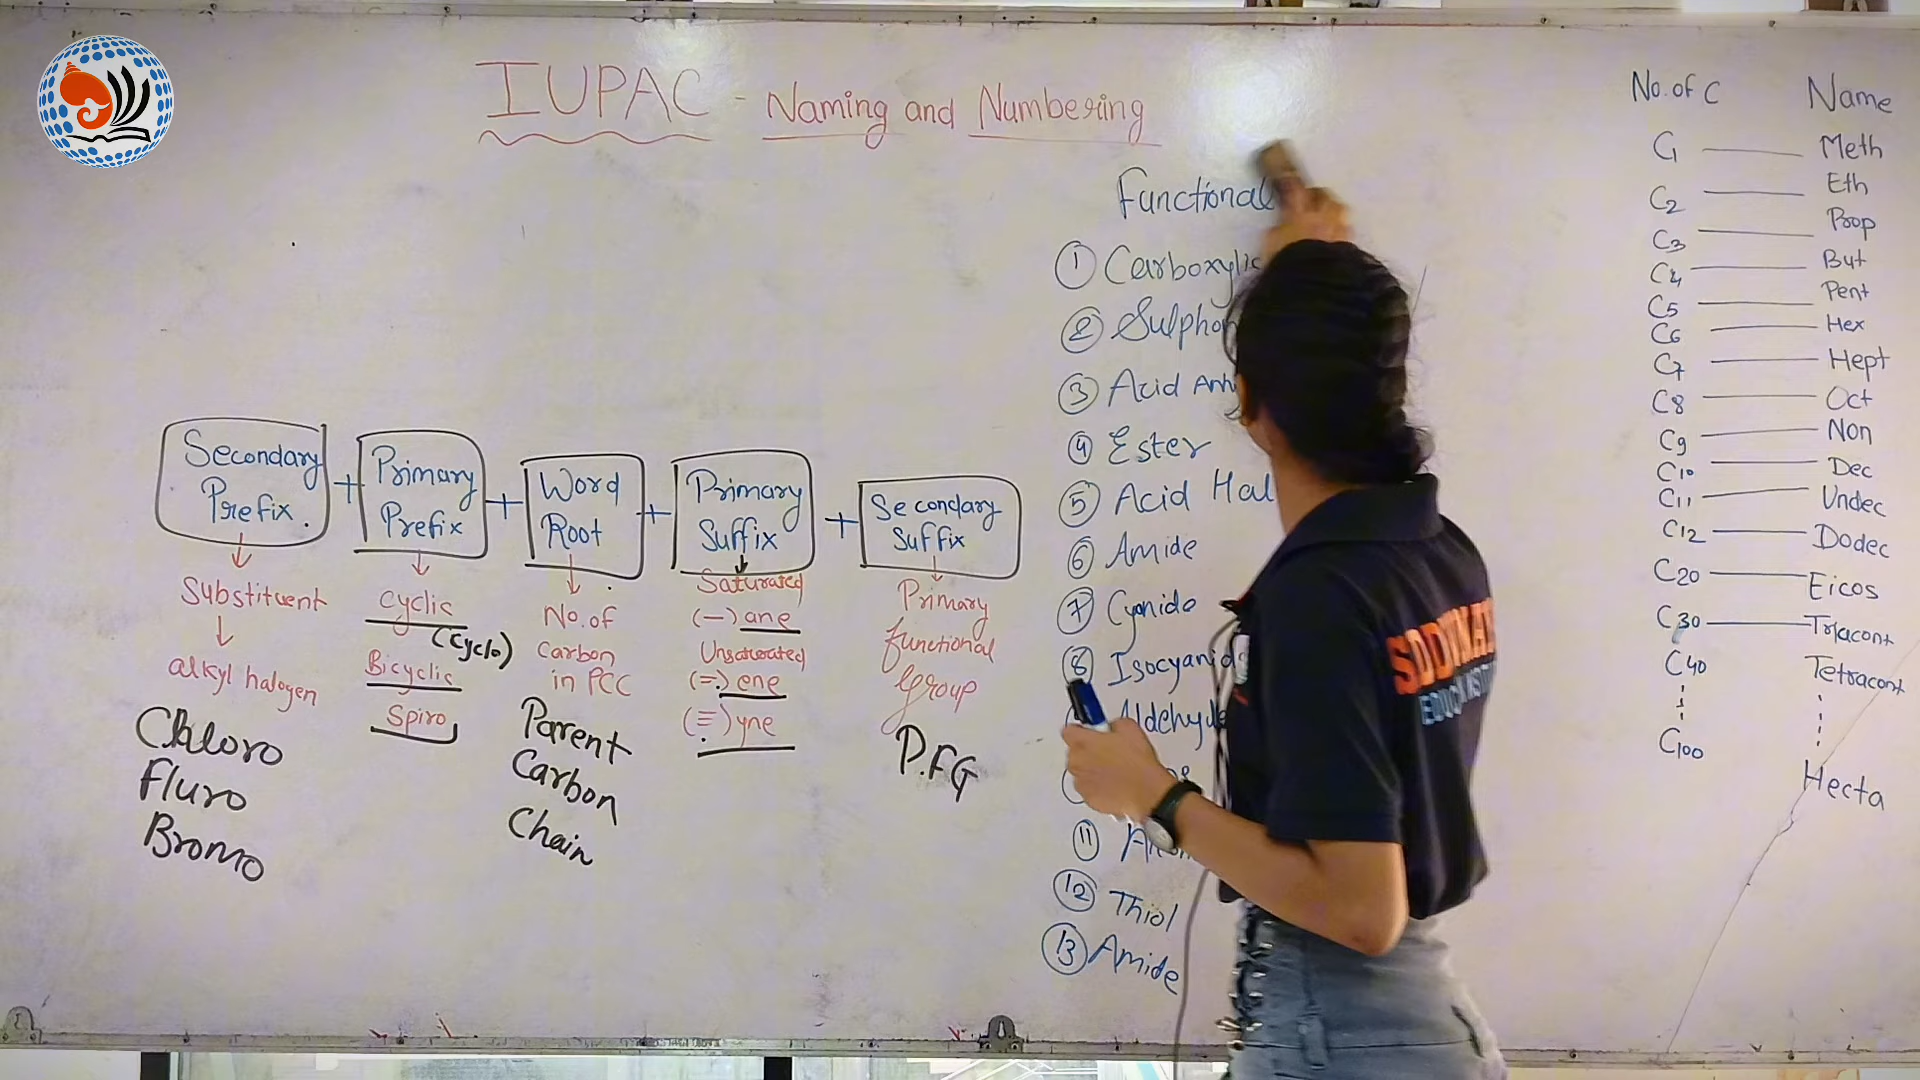 IUPAC - Naming and Numbering
Secondary Prefix.
+
Primary Prefix
+
Word Root
+
Primary Suffix
+
Secondary Suffix
Substituent
alkyl halogen
Chloro
Fluro
Bromo
cyclic
(Cyclo)
Bicyclic
Spiro
No. of
Carbon
in PCC
Parent
Carbon
Chain
Saturated
(—) ane
Unsaturated
(=) ene
(≡) yne
Primary
functional
Group
P.F.G
Functional
① Carboxylic
② Sulphon
③ Acid Anh
④ Ester
⑤ Acid Hal
⑥ Amide
⑦ Cyanide
⑧ Isocyanid
Aldehyde
⑪
⑫ Thiol
⑬ Amide
No. of C Name
C1 — Meth
C2 — Eth
C3 — Prop
C4 — But
C5 — Pent
C6 — Hex
C7 — Hept
C8 — Oct
C9 — Non
C10 — Dec
C11 — Undec
C12 — Dodec
C20 — Eicos
C30 — Triacont
C40 Tetracont
C100 Hecta